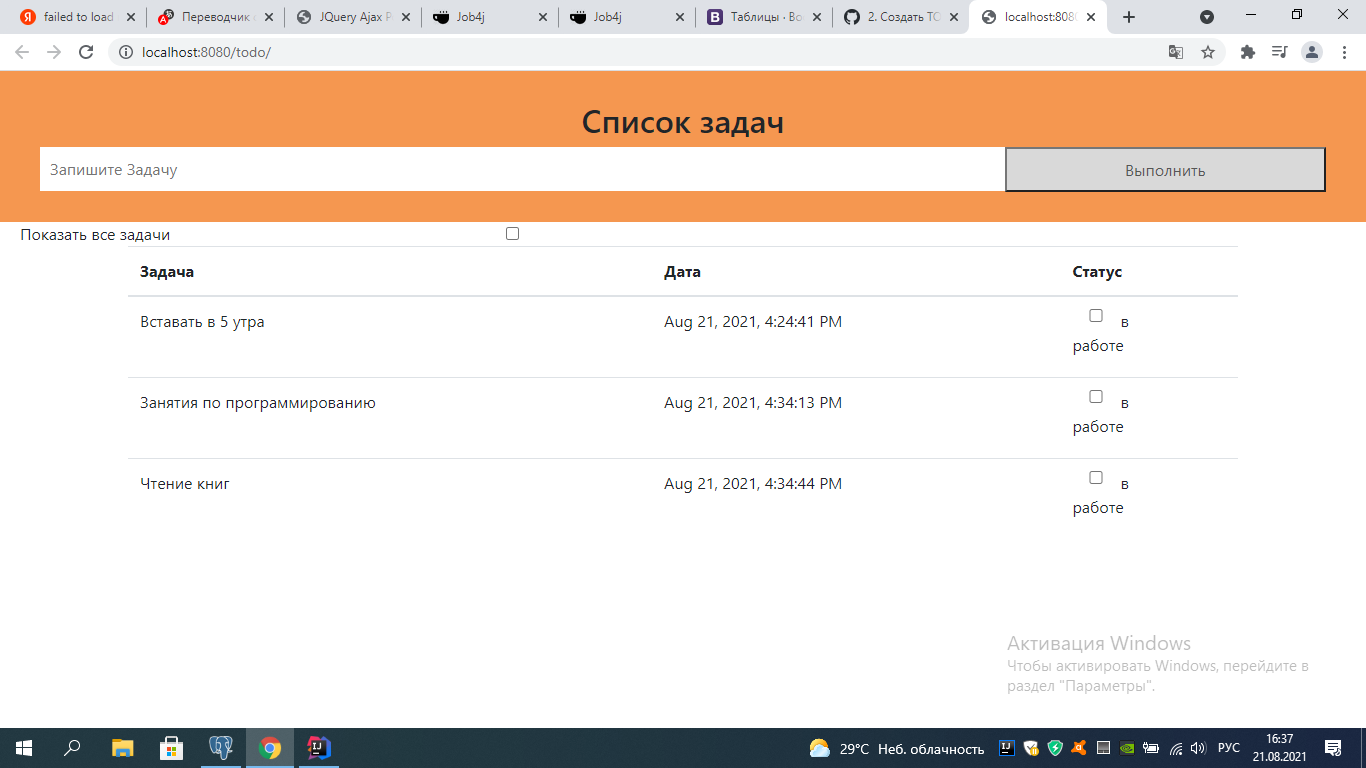 failed to load
Переводчик
JQuery Ajax P
Job4j
Job4j
Таблицы · Bo
2. Создать TC
localhost:808
localhost:8080/todo/
Список задач
Запишите Задачу
Выполнить
Показать все задачи
Задача Дата Статус
Вставать в 5 утра Aug 21, 2021, 4:24:41 PM в
работе
Занятия по программированию Aug 21, 2021, 4:34:13 PM в
работе
Чтение книг Aug 21, 2021, 4:34:44 PM в
работе
Активация Windows
Чтобы активировать Windows, перейдите в
раздел "Параметры".
29°C Неб. облачность
РУС
16:37
21.08.2021